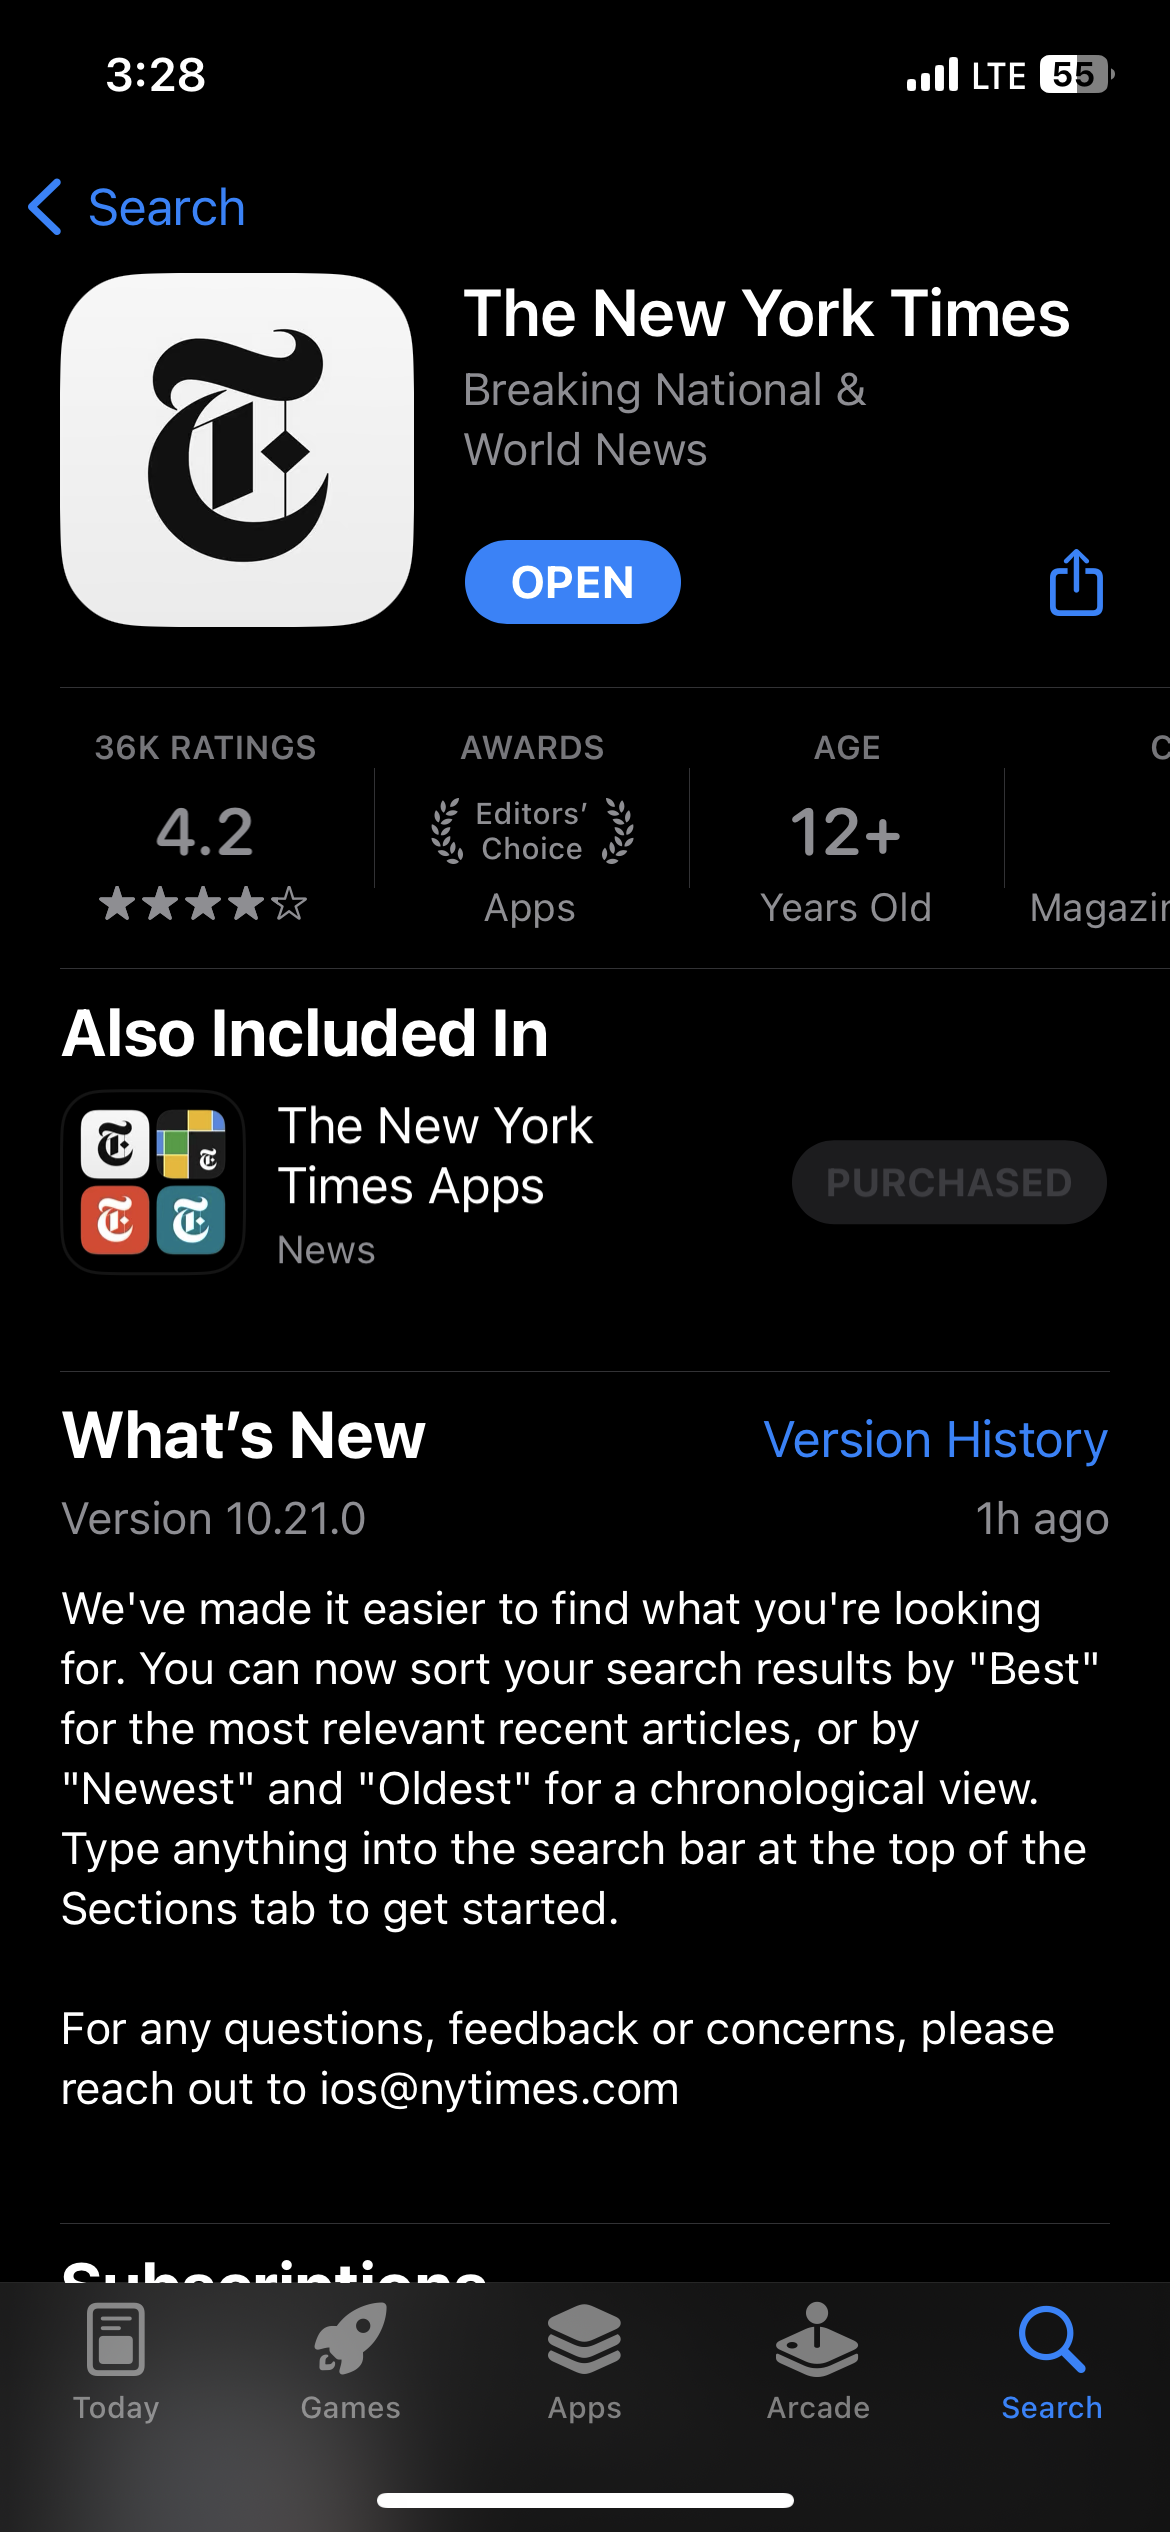 3:28
LTE 55
Search
The New York Times
Breaking National &
World News
OPEN
36K RATINGS
4.2
AWARDS
Editors’
Choice
Apps
AGE
12+
Years Old
Also Included In
The New York
Times Apps
News
PURCHASED
What’s New
Version History
Version 10.21.0
1h ago
We've made it easier to find what you're looking
for. You can now sort your search results by "Best"
for the most relevant recent articles, or by
"Newest" and "Oldest" for a chronological view.
Type anything into the search bar at the top of the
Sections tab to get started.
For any questions, feedback or concerns, please
reach out to ios@nytimes.com
Subscriptions
Today
Games
Apps
Arcade
Search